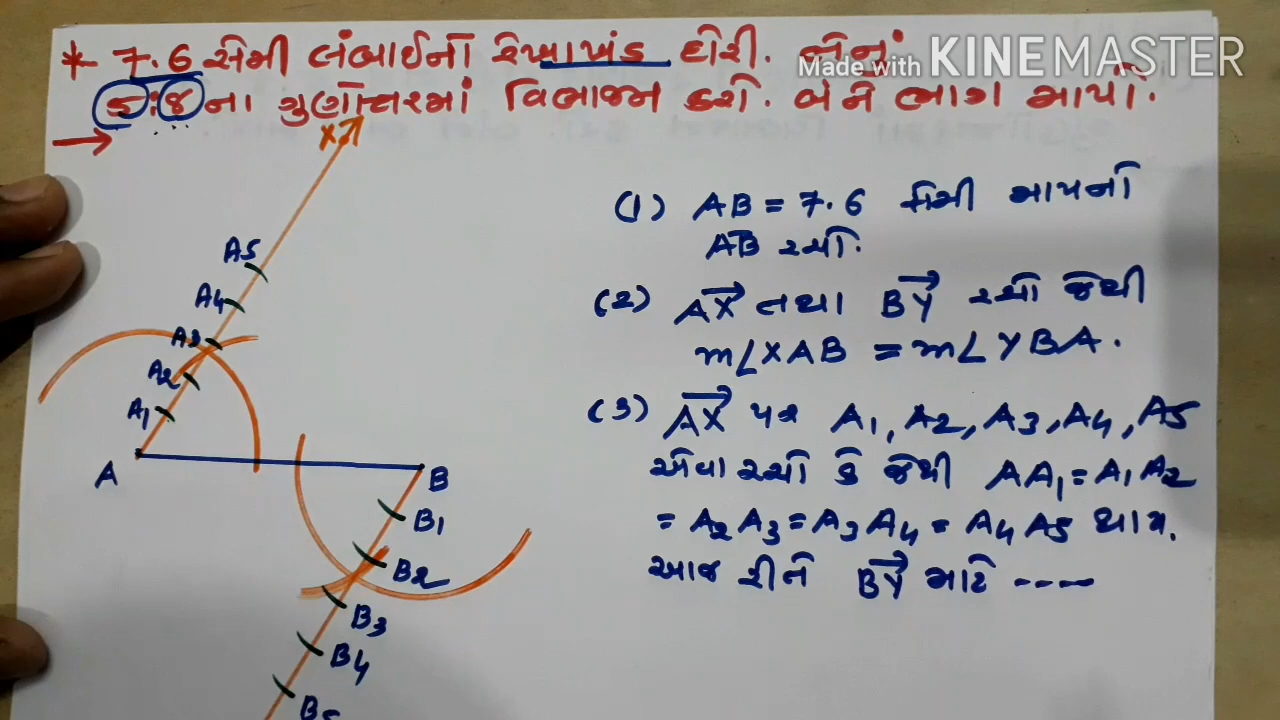 * 7.6 સેમી લંબાઈનો રેખાખંડ દોરી. તેનું
Made with KINEMASTER
5:8 ના ગુણોત્તરમાં વિભાજન કરો. બંને ભાગ માપો.
X
(1) AB = 7.6 સેમી માપનો
AB રચો.
(2) AX તથા BY રચો જેથી
m∠XAB = m∠YBA.
(3) AX પર A1, A2, A3, A4, A5
એવા રચો કે જેથી AA1 = A1A2
= A2A3 = A3A4 = A4A5 થાય.
આજ રીતે BY માટે ----
A5
A4
A3
A2
A1
A
B
B1
B2
B3
B4